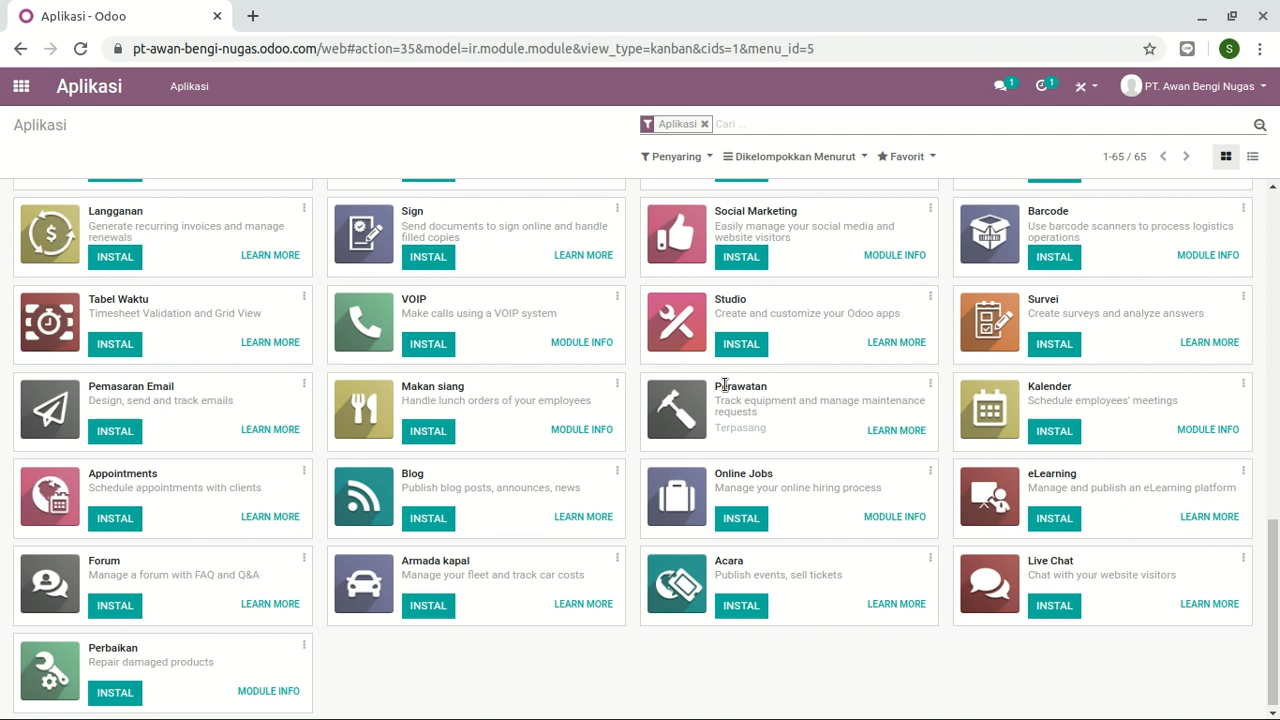 Aplikasi - Odoo
pt-awan-bengi-nugas.odoo.com/web#action=35&model=ir.module.module&view_type=kanban&cids=1&menu_id=5
S
Aplikasi
Aplikasi
1
1
PT. Awan Bengi Nugas
Aplikasi
Aplikasi
Cari ...
Penyaring
Dikelompokkan Menurut
Favorit
1-65 / 65
Langganan
Generate recurring invoices and manage
renewals
INSTAL
LEARN MORE
Sign
Send documents to sign online and handle
filled copies
INSTAL
LEARN MORE
Social Marketing
Easily manage your social media and
website visitors
INSTAL
MODULE INFO
Barcode
Use barcode scanners to process logistics
operations
INSTAL
MODULE INFO
Tabel Waktu
Timesheet Validation and Grid View
INSTAL
LEARN MORE
VOIP
Make calls using a VOIP system
INSTAL
MODULE INFO
Studio
Create and customize your Odoo apps
INSTAL
LEARN MORE
Survei
Create surveys and analyze answers
INSTAL
LEARN MORE
Pemasaran Email
Design, send and track emails
INSTAL
LEARN MORE
Makan siang
Handle lunch orders of your employees
INSTAL
MODULE INFO
Perawatan
Track equipment and manage maintenance
requests
Terpasang
LEARN MORE
Kalender
Schedule employees' meetings
INSTAL
MODULE INFO
Appointments
Schedule appointments with clients
INSTAL
LEARN MORE
Blog
Publish blog posts, announces, news
INSTAL
LEARN MORE
Online Jobs
Manage your online hiring process
INSTAL
MODULE INFO
eLearning
Manage and publish an eLearning platform
INSTAL
LEARN MORE
Forum
Manage a forum with FAQ and Q&A
INSTAL
LEARN MORE
Armada kapal
Manage your fleet and track car costs
INSTAL
LEARN MORE
Acara
Publish events, sell tickets
INSTAL
LEARN MORE
Live Chat
Chat with your website visitors
INSTAL
LEARN MORE
Perbaikan
Repair damaged products
INSTAL
MODULE INFO